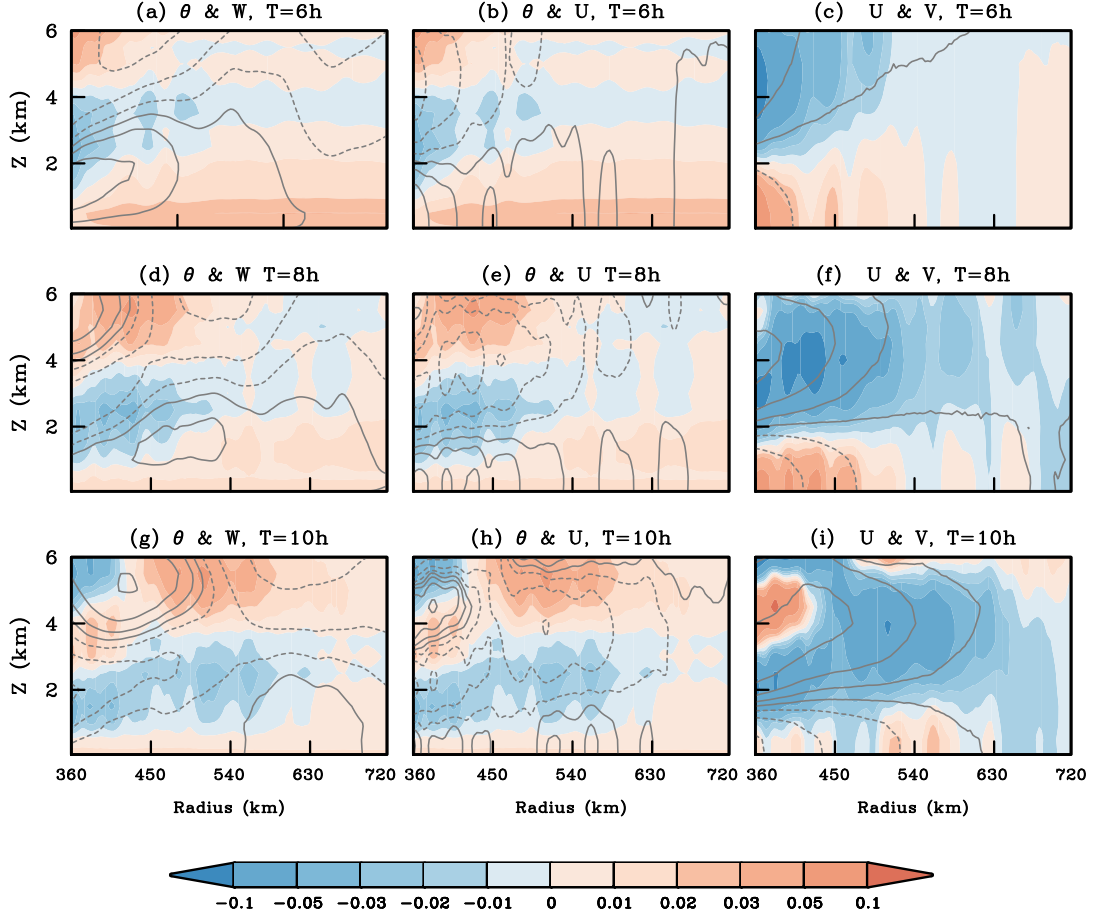 (a) θ & W, T=6h (b) θ & U, T=6h (c) U & V, T=6h
6
4
2
Z (km)
(d) θ & W T=8h (e) θ & U T=8h (f) U & V, T=8h
6
4
2
Z (km)
(g) θ & W, T=10h (h) θ & U, T=10h (i) U & V, T=10h
6
4
2
Z (km)
360 450 540 630 720 360 450 540 630 720 360 450 540 630 720
Radius (km) Radius (km) Radius (km)
-0.1 -0.05 -0.03 -0.02 -0.01 0 0.01 0.02 0.03 0.05 0.1